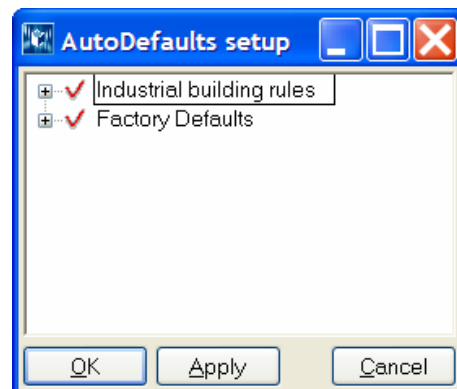 AutoDefaults setup
Industrial building rules
Factory Defaults
OK Apply Cancel